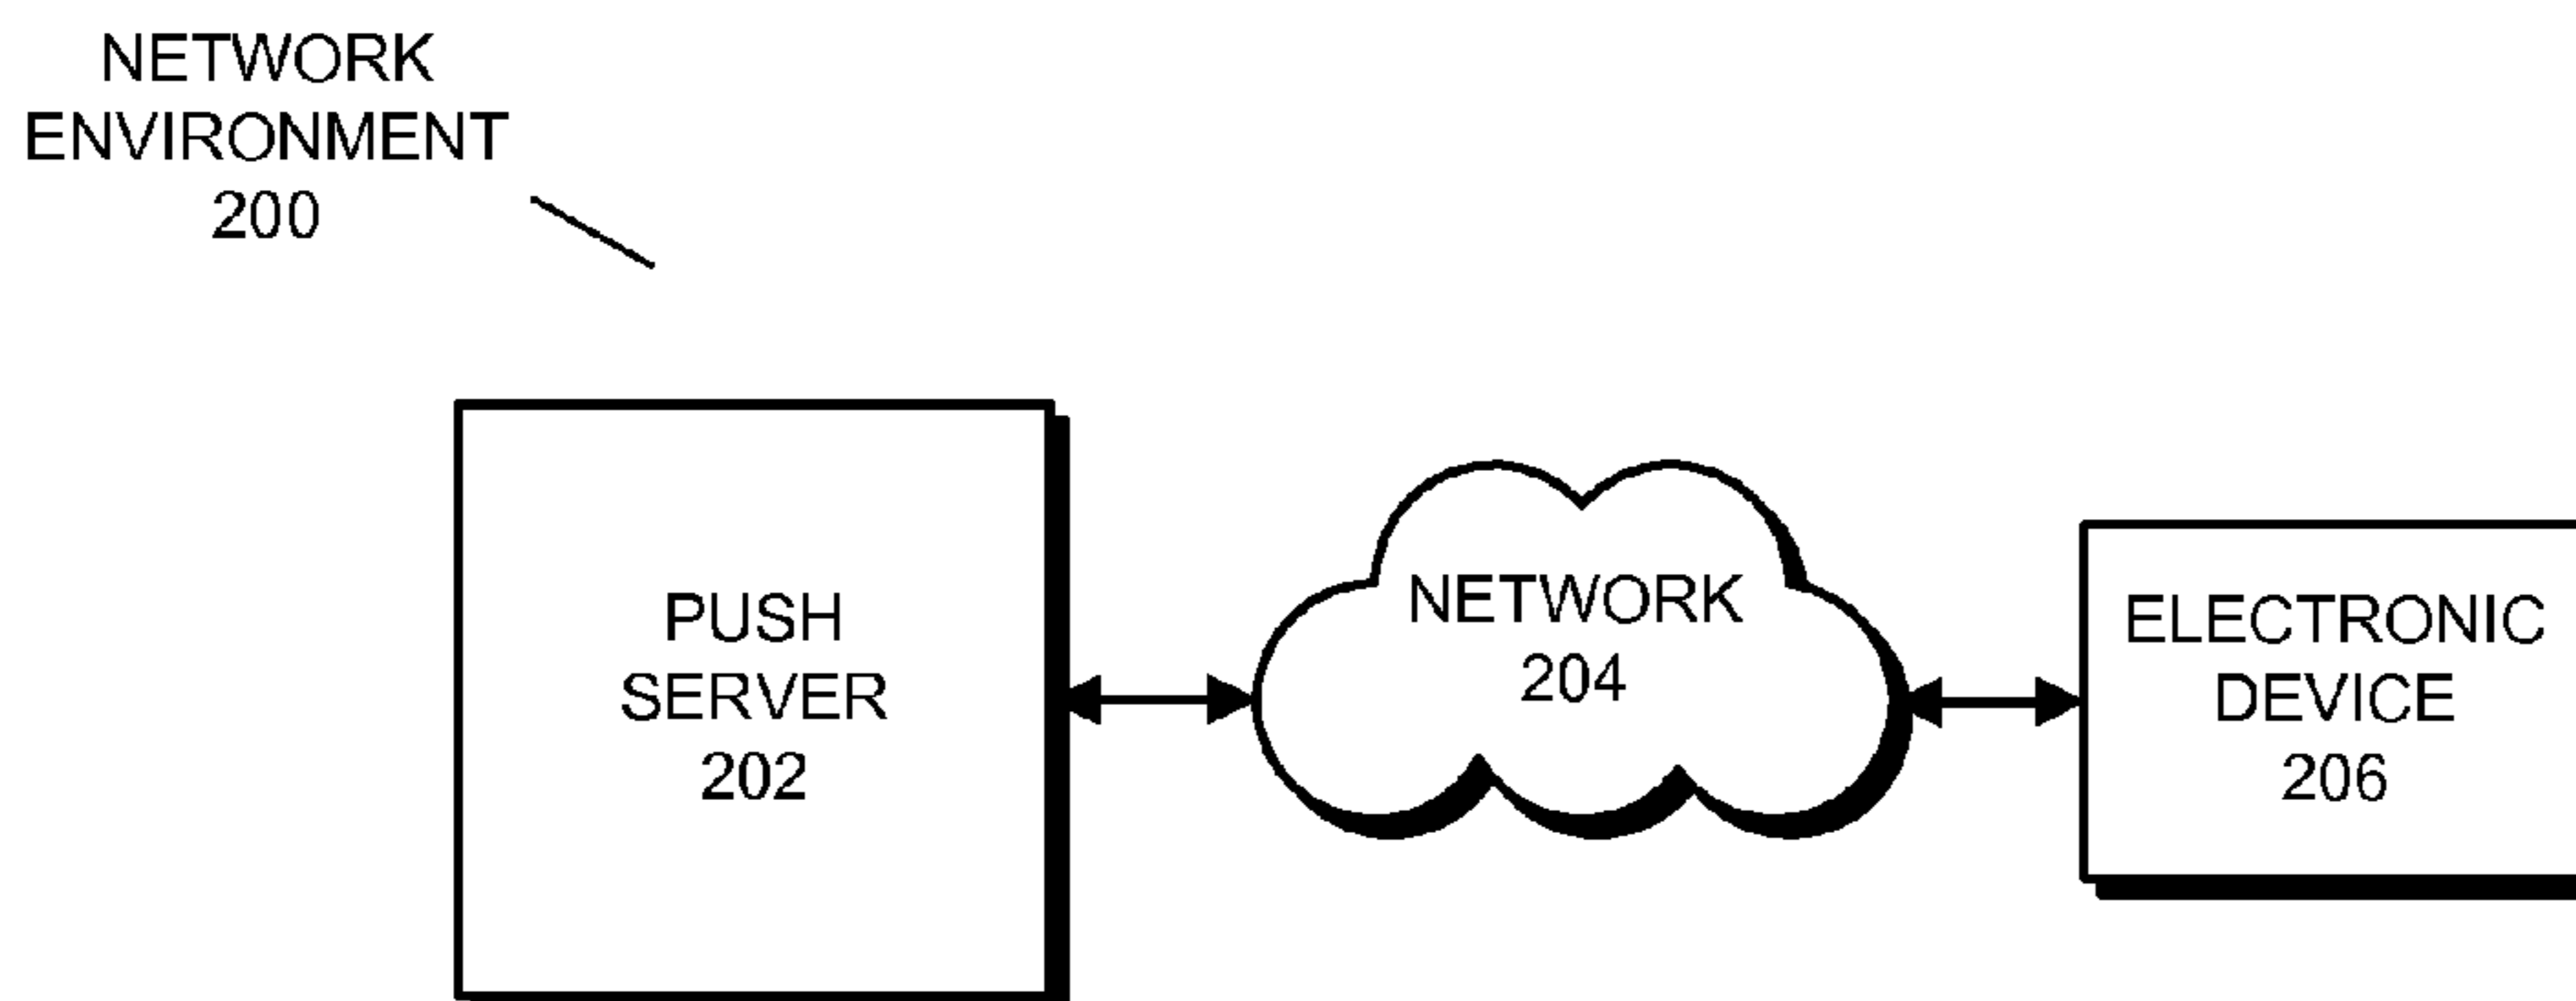 NETWORK
ENVIRONMENT
200
PUSH
SERVER
202
NETWORK
204
ELECTRONIC
DEVICE
206